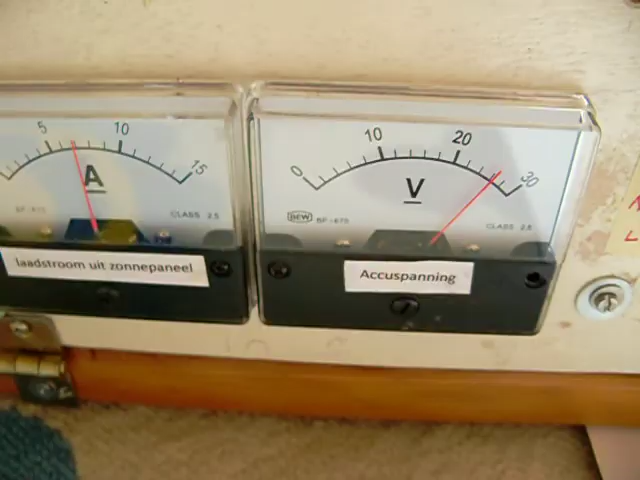 5 10 15
A
CLASS 2.5
laadstroom uit zonnepaneel
0 10 20 30
V
BEW BP-670 CLASS 2.5
Accuspanning